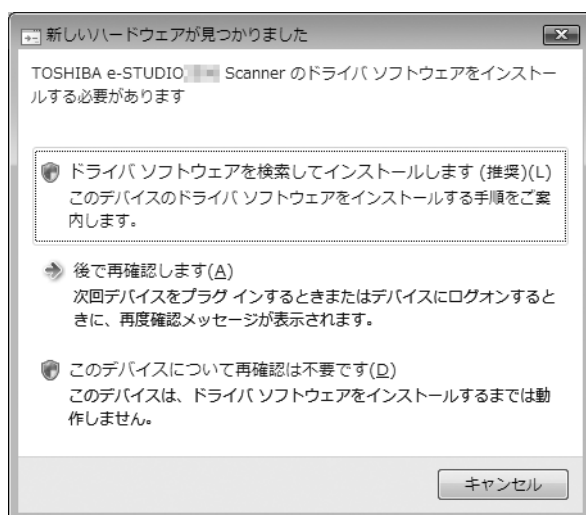 新しいハードウェアが見つかりました
TOSHIBA e-STUDIO Scanner のドライバ ソフトウェアをインストー
ルする必要があります
ドライバ ソフトウェアを検索してインストールします (推奨)(L)
このデバイスのドライバ ソフトウェアをインストールする手順をご案
内します。
後で再確認します(A)
次回デバイスをプラグ インするときまたはデバイスにログオンすると
きに、再度確認メッセージが表示されます。
このデバイスについて再確認は不要です(D)
このデバイスは、ドライバ ソフトウェアをインストールするまでは動
作しません。
キャンセル